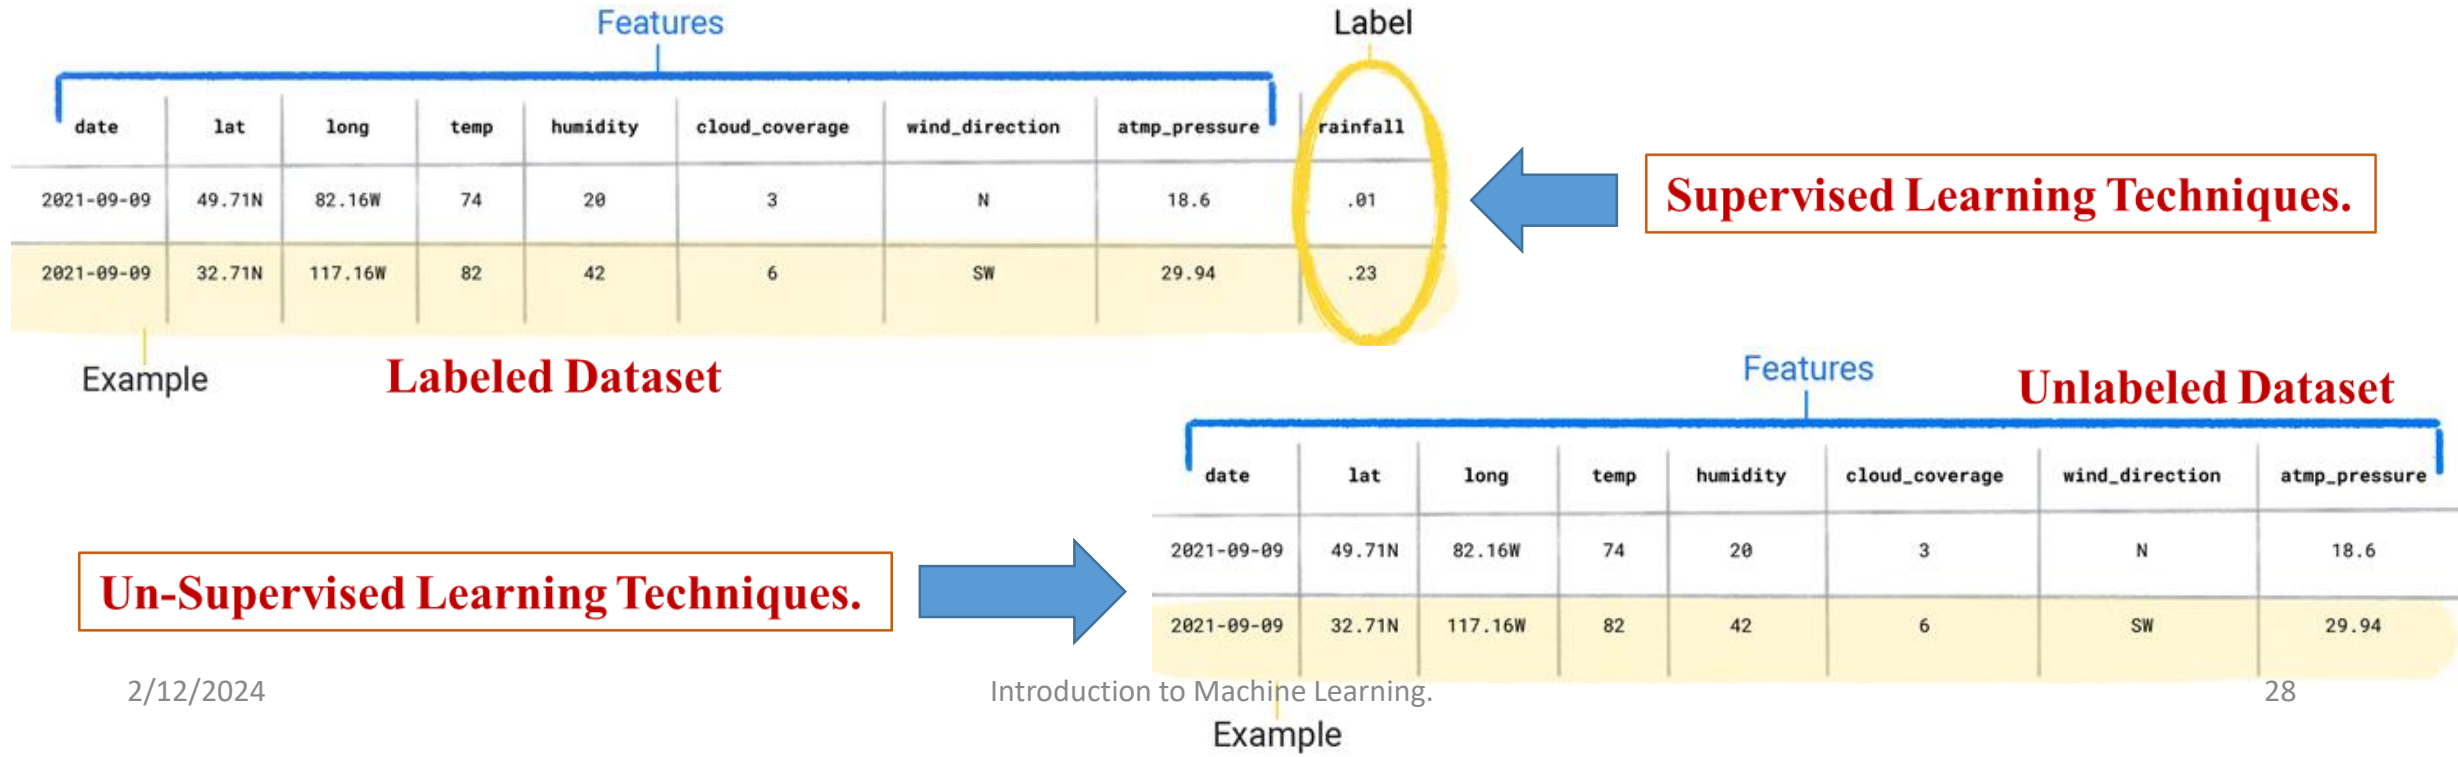 Features
Label
date lat long temp humidity cloud_coverage wind_direction atmp_pressure rainfall
2021-09-09 49.71N 82.16W 74 20 3 N 18.6 .01
2021-09-09 32.71N 117.16W 82 42 6 SW 29.94 .23
Supervised Learning Techniques.
Example
Labeled Dataset
Features
Unlabeled Dataset
date lat long temp humidity cloud_coverage wind_direction atmp_pressure
2021-09-09 49.71N 82.16W 74 20 3 N 18.6
2021-09-09 32.71N 117.16W 82 42 6 SW 29.94
Un-Supervised Learning Techniques.
Example
2/12/2024
Introduction to Machine Learning.
28